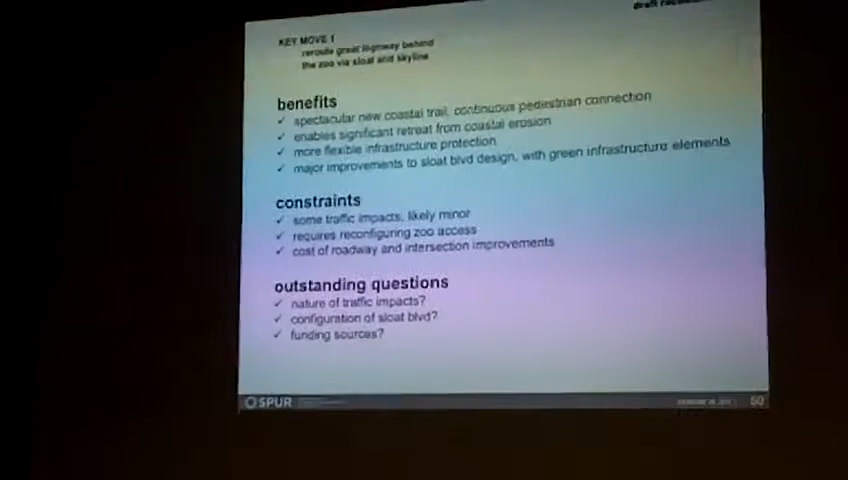 draft
KEY MOVE 1
reroute great highway behind
the zoo via sloat and skyline
benefits
✓ spectacular new coastal trail, continuous pedestrian connection
✓ enables significant retreat from coastal erosion
✓ more flexible infrastructure protection
✓ major improvements to sloat blvd design, with green infrastructure elements
constraints
✓ some traffic impacts, likely minor
✓ requires reconfiguring zoo access
✓ cost of roadway and intersection improvements
outstanding questions
✓ nature of traffic impacts?
✓ configuration of sloat blvd?
✓ funding sources?
SPUR
50